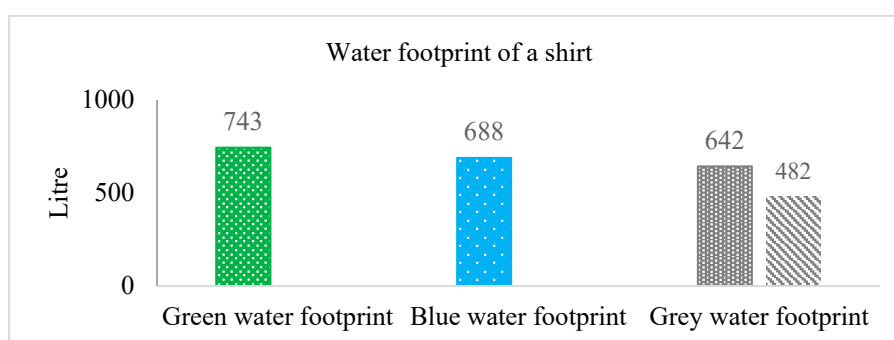 Water footprint of a shirt
1000
743
688
642
482
500
Litre
0
Green water footprint Blue water footprint Grey water footprint